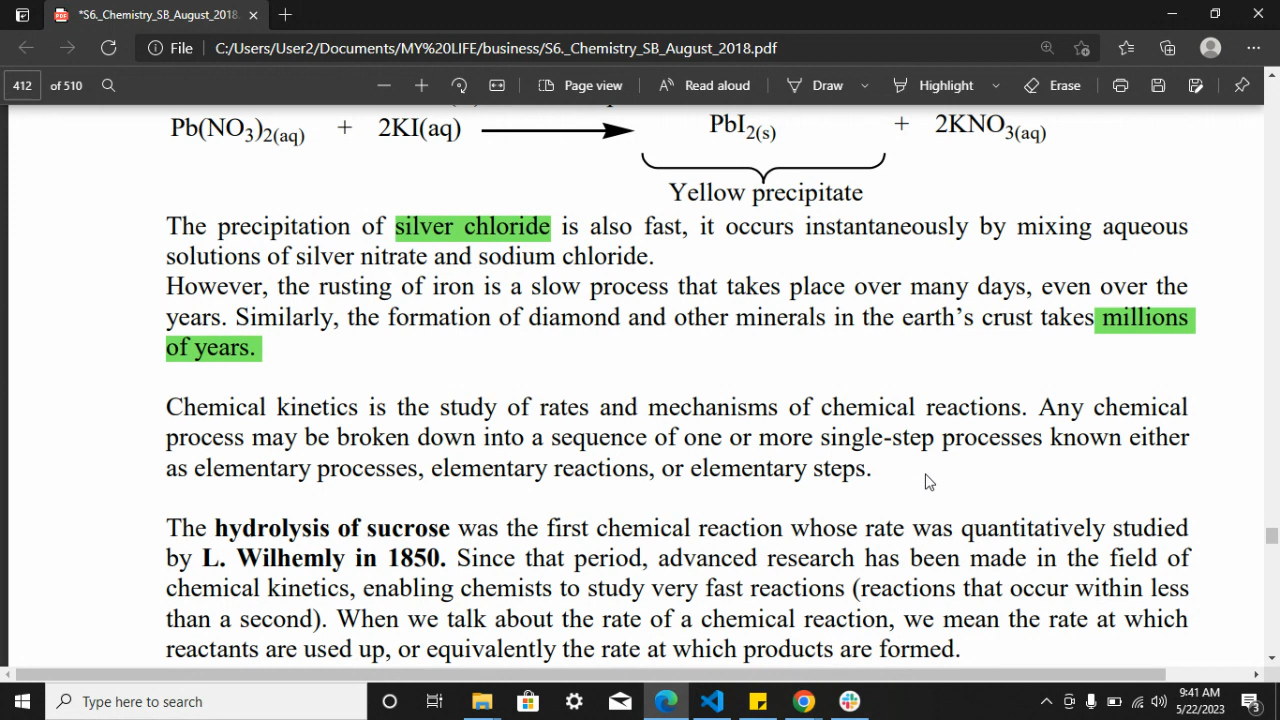 *S6._Chemistry_SB_August_2018.
File C:/Users/User2/Documents/MY%20LIFE/business/S6._Chemistry_SB_August_2018.pdf
412 of 510 Page view Read aloud Draw Highlight Erase
Pb(NO3)2(aq) + 2KI(aq) PbI2(s) + 2KNO3(aq)
Yellow precipitate
The precipitation of silver chloride is also fast, it occurs instantaneously by mixing aqueous
solutions of silver nitrate and sodium chloride.
However, the rusting of iron is a slow process that takes place over many days, even over the
years. Similarly, the formation of diamond and other minerals in the earth’s crust takes millions
of years.
Chemical kinetics is the study of rates and mechanisms of chemical reactions. Any chemical
process may be broken down into a sequence of one or more single-step processes known either
as elementary processes, elementary reactions, or elementary steps.
The hydrolysis of sucrose was the first chemical reaction whose rate was quantitatively studied
by L. Wilhemly in 1850. Since that period, advanced research has been made in the field of
chemical kinetics, enabling chemists to study very fast reactions (reactions that occur within less
than a second). When we talk about the rate of a chemical reaction, we mean the rate at which
reactants are used up, or equivalently the rate at which products are formed.
Type here to search
9:41 AM
5/22/2023
3